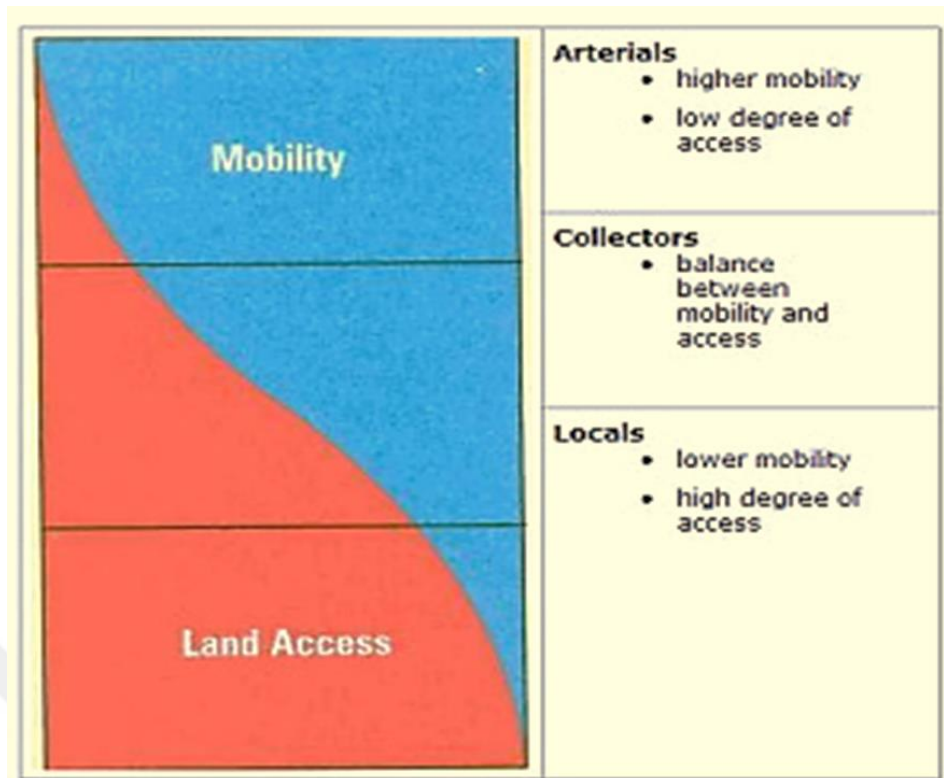 Mobility
Land Access
Arterials
• higher mobility
• low degree of
access
Collectors
• balance
between
mobility and
access
Locals
• lower mobility
• high degree of
access